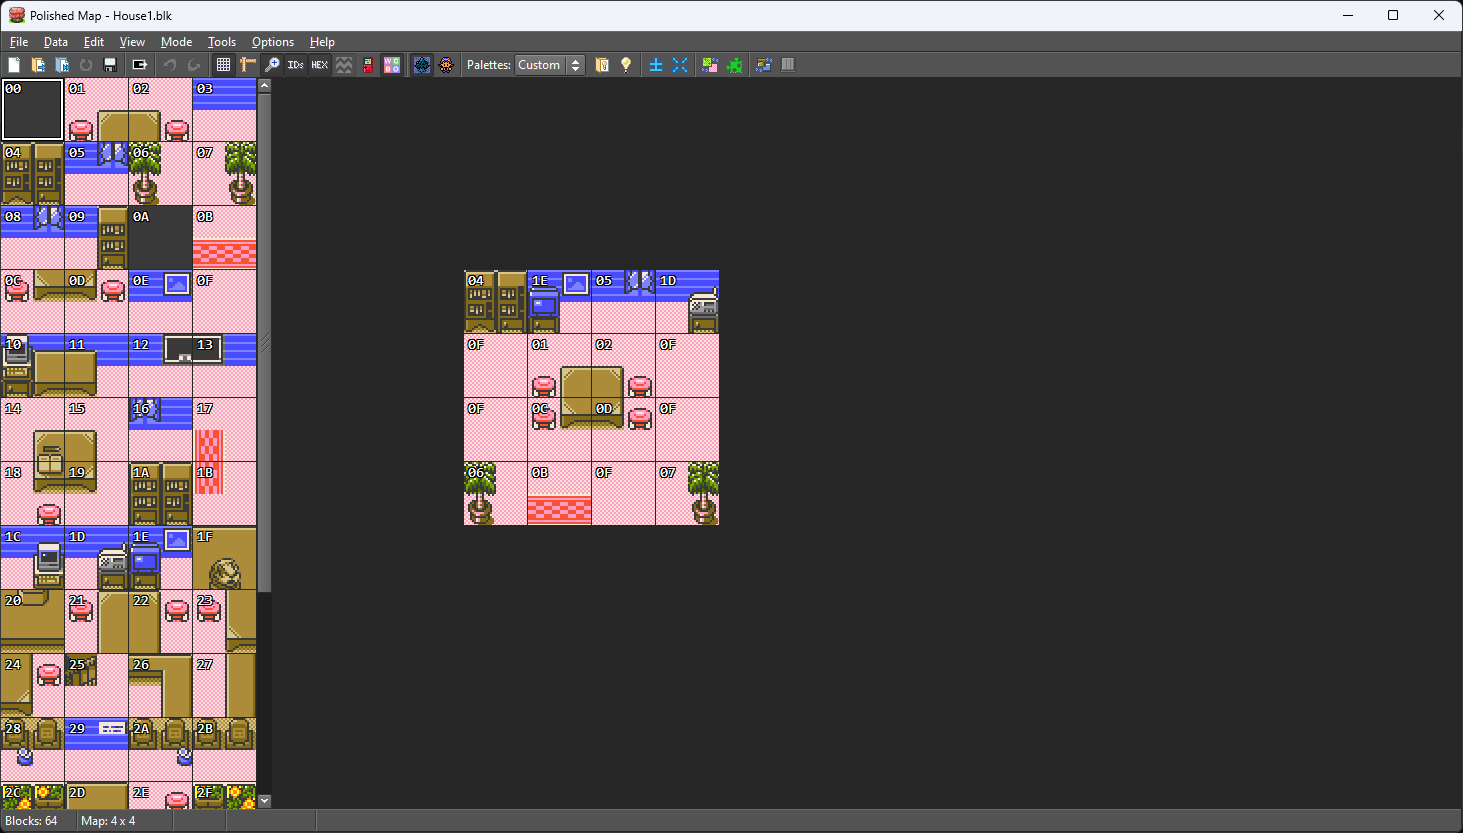 Polished Map - House1.blk
File Data Edit View Mode Tools Options Help
IDs HEX Palettes: Custom
00 01 02 03
04 05 06 07
08 09 0A 0B
0C 0D 0E 0F
10 11 12 13
14 15 16 17
18 19 1A 1B
1C 1D 1E 1F
20 21 22 23
24 25 26 27
28 29 2A 2B
2C 2D 2E 2F
04 1E 05 1D
0F 01 02 0F
0F 0C 0D 0F
06 0B 0F 07
Blocks: 64 Map: 4 x 4